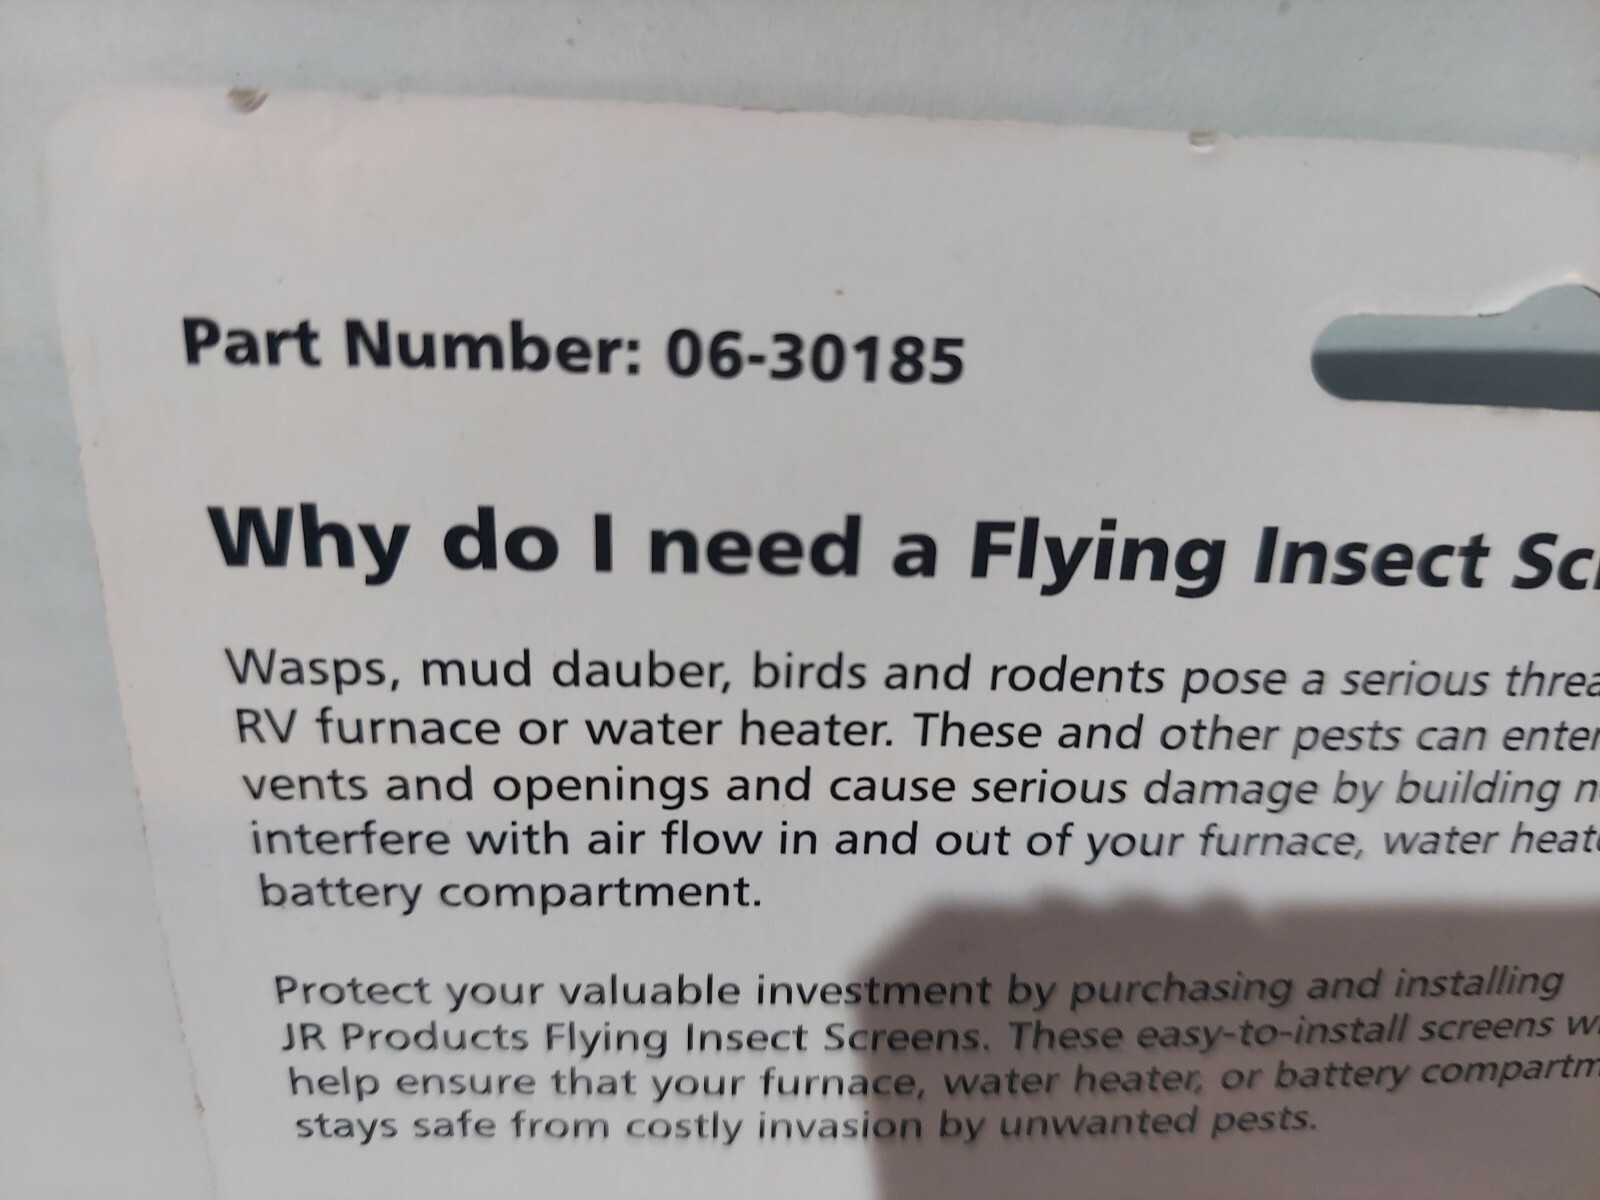 Part Number: 06-30185
Why do I need a Flying Insect
Wasps, mud dauber, birds and rodents pose a serious
RV furnace or water heater. These and other pests can enter
vents and openings and cause serious damage by building
interfere with air flow in and out of your furnace, water
battery compartment.
Protect your valuable investment by purchasing and installing
JR Products Flying Insect Screens. These easy-to-install screens
help ensure that your furnace, water heater, or battery
stays safe from costly invasion by unwanted pests.